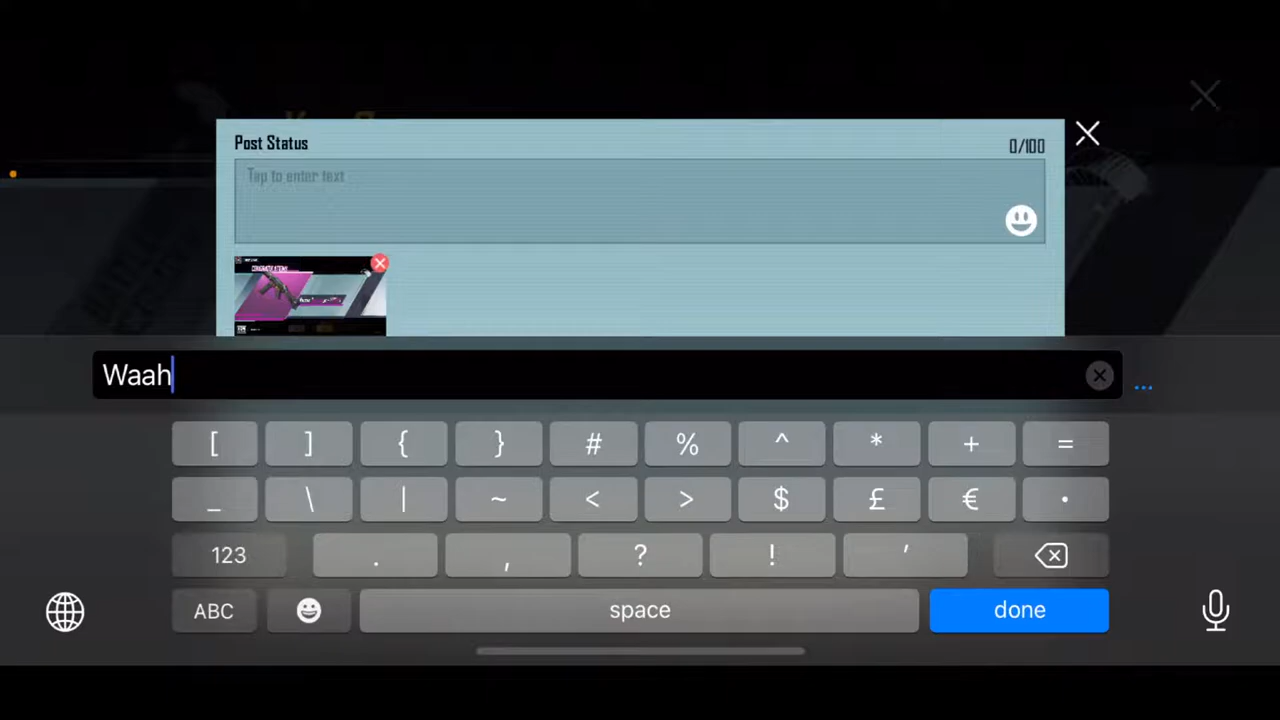 Post Status
0/100
Tap to enter text
Waah
...
[ ] { } # % ^ * + =
_ \ | ~ < > $ £ € •
123 . , ? ! ′
ABC space done